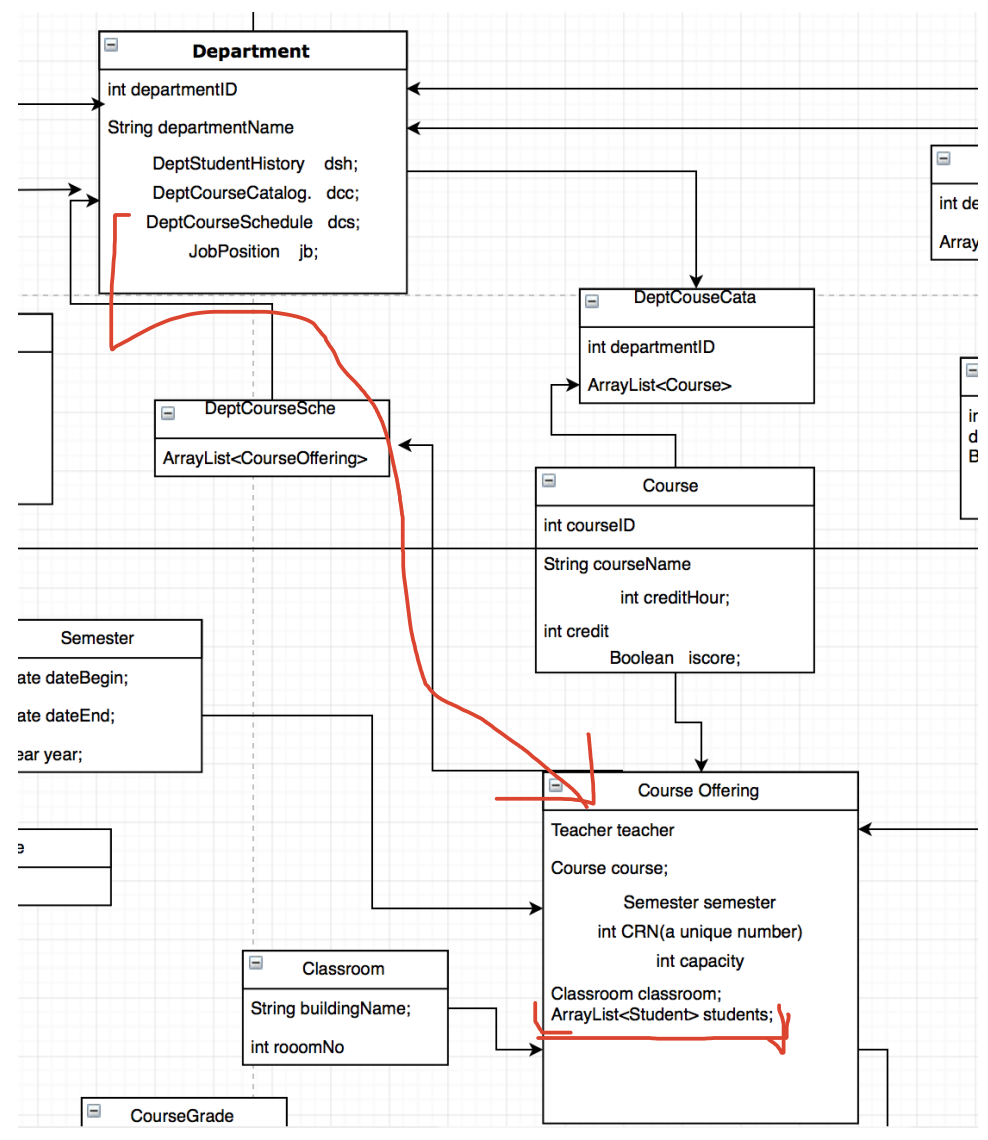 Department
int departmentID
String departmentName
DeptStudentHistory dsh;
DeptCourseCatalog. dcc;
DeptCourseSchedule dcs;
JobPosition jb;
int de
Array
DeptCouseCata
int departmentID
ArrayList<Course>
DeptCourseSche
ArrayList<CourseOffering>
in
d
B
Course
int courseID
String courseName
int creditHour;
int credit
Boolean iscore;
Semester
ate dateBegin;
ate dateEnd;
ear year;
e
Course Offering
Teacher teacher
Course course;
Semester semester
int CRN(a unique number)
int capacity
Classroom classroom;
ArrayList<Student> students;
Classroom
String buildingName;
int rooomNo
CourseGrade